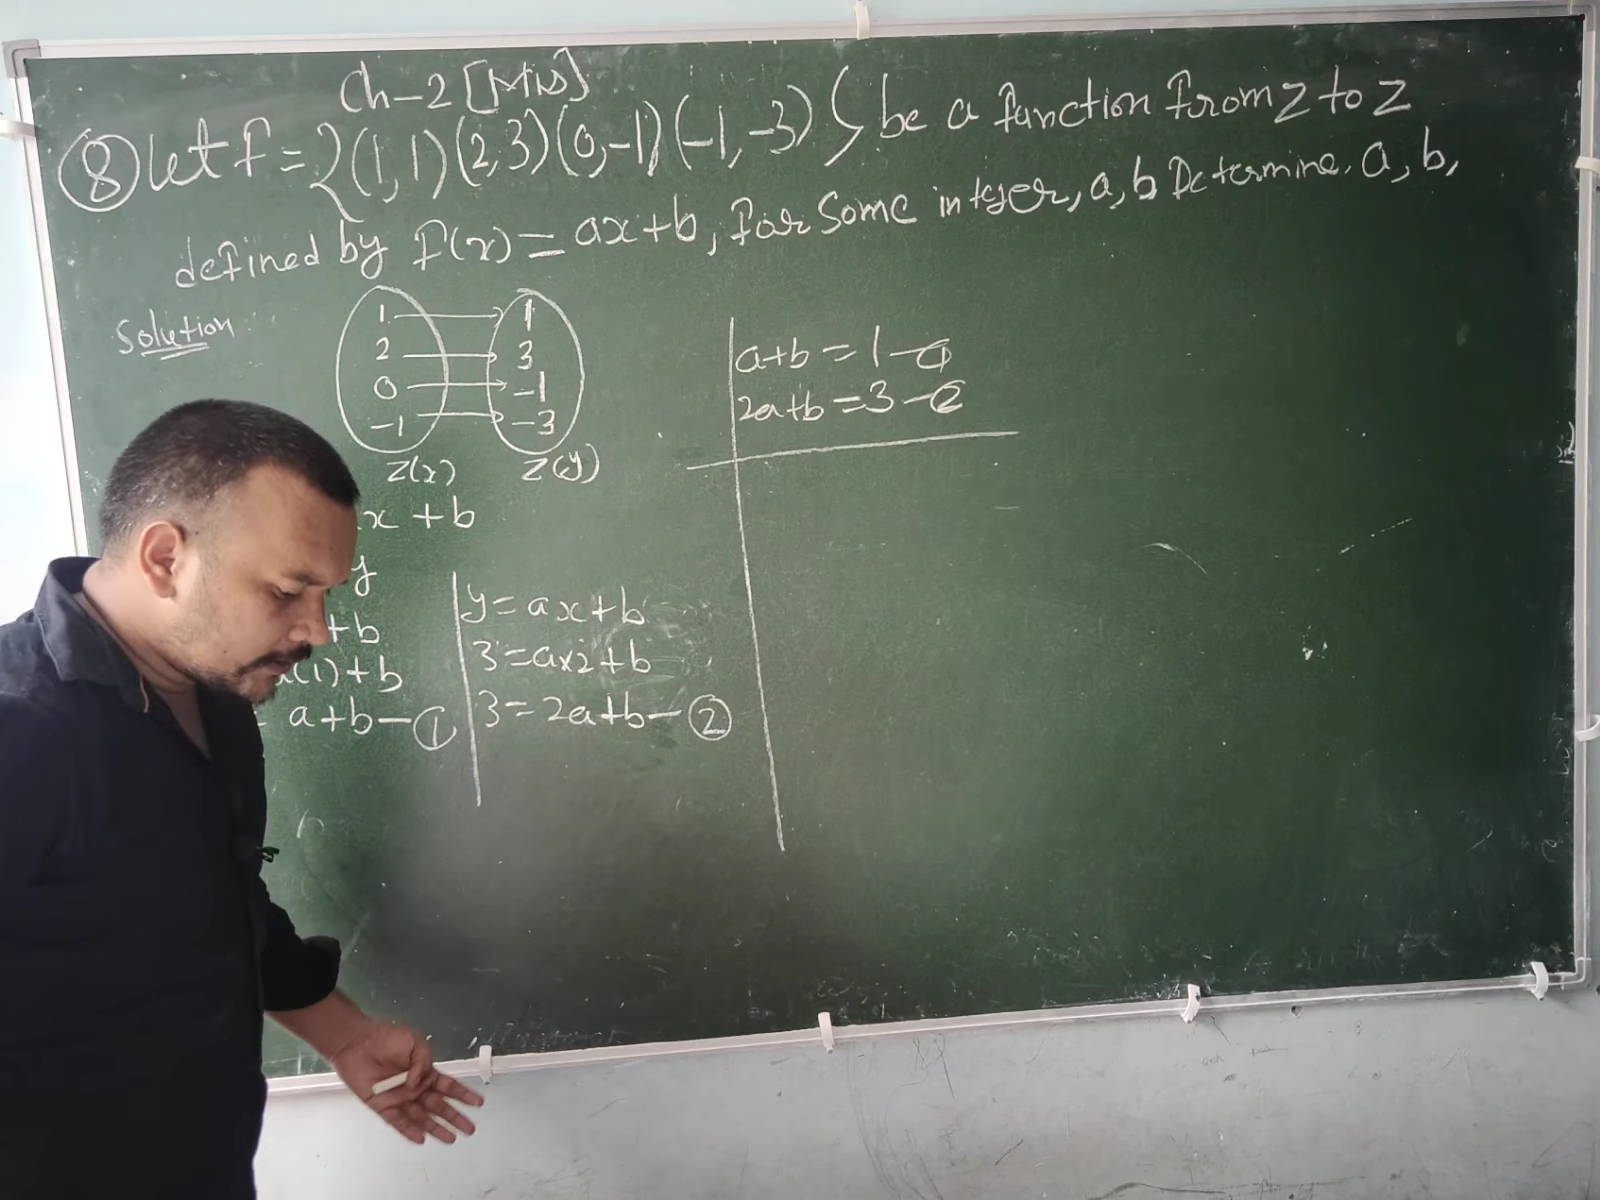 Ch-2 [Mis]
⑧ Let f = {(1,1)(2,3)(0,-1)(-1,-3)} be a function from Z to Z
defined by f(x) = ax+b, for some integer, a, b Determine. a, b,
Solution
1 1
2 3
0 -1
-1 -3
Z(x) Z(y)
x + b
y
+b
(1)+b
a+b-①
y=ax+b
3=ax2+b
3=2a+b-②
a+b=1-①
2a+b=3-②